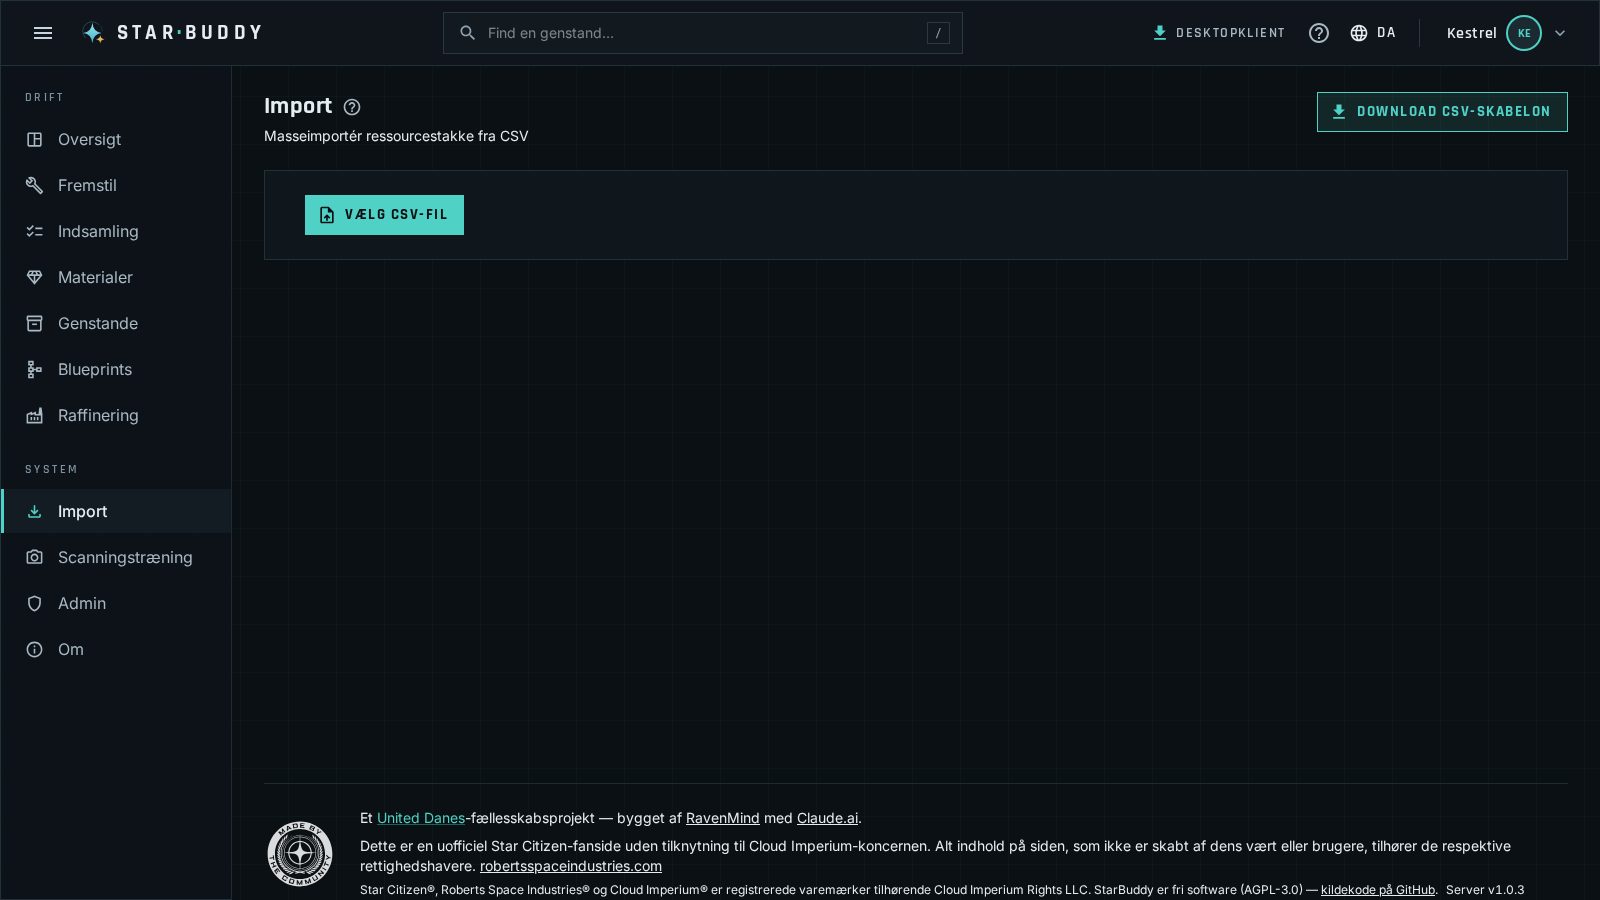 STAR·BUDDY
Find en genstand...
/
DESKTOPKLIENT
DA
Kestrel
KE
DRIFT
Oversigt
Fremstil
Indsamling
Materialer
Genstande
Blueprints
Raffinering
SYSTEM
Import
Scanningstræning
Admin
Om
Import
Masseimportér ressourcestakke fra CSV
DOWNLOAD CSV-SKABELON
VÆLG CSV-FIL
MADE BY
THE COMMUNITY
Et United Danes-fællesskabsprojekt — bygget af RavenMind med Claude.ai.
Dette er en uofficiel Star Citizen-fanside uden tilknytning til Cloud Imperium-koncernen. Alt indhold på siden, som ikke er skabt af dens vært eller brugere, tilhører de respektive
rettighedshavere. robertsspaceindustries.com
Star Citizen®, Roberts Space Industries® og Cloud Imperium® er registrerede varemærker tilhørende Cloud Imperium Rights LLC. StarBuddy er fri software (AGPL-3.0) — kildekode på GitHub. Server v1.0.3